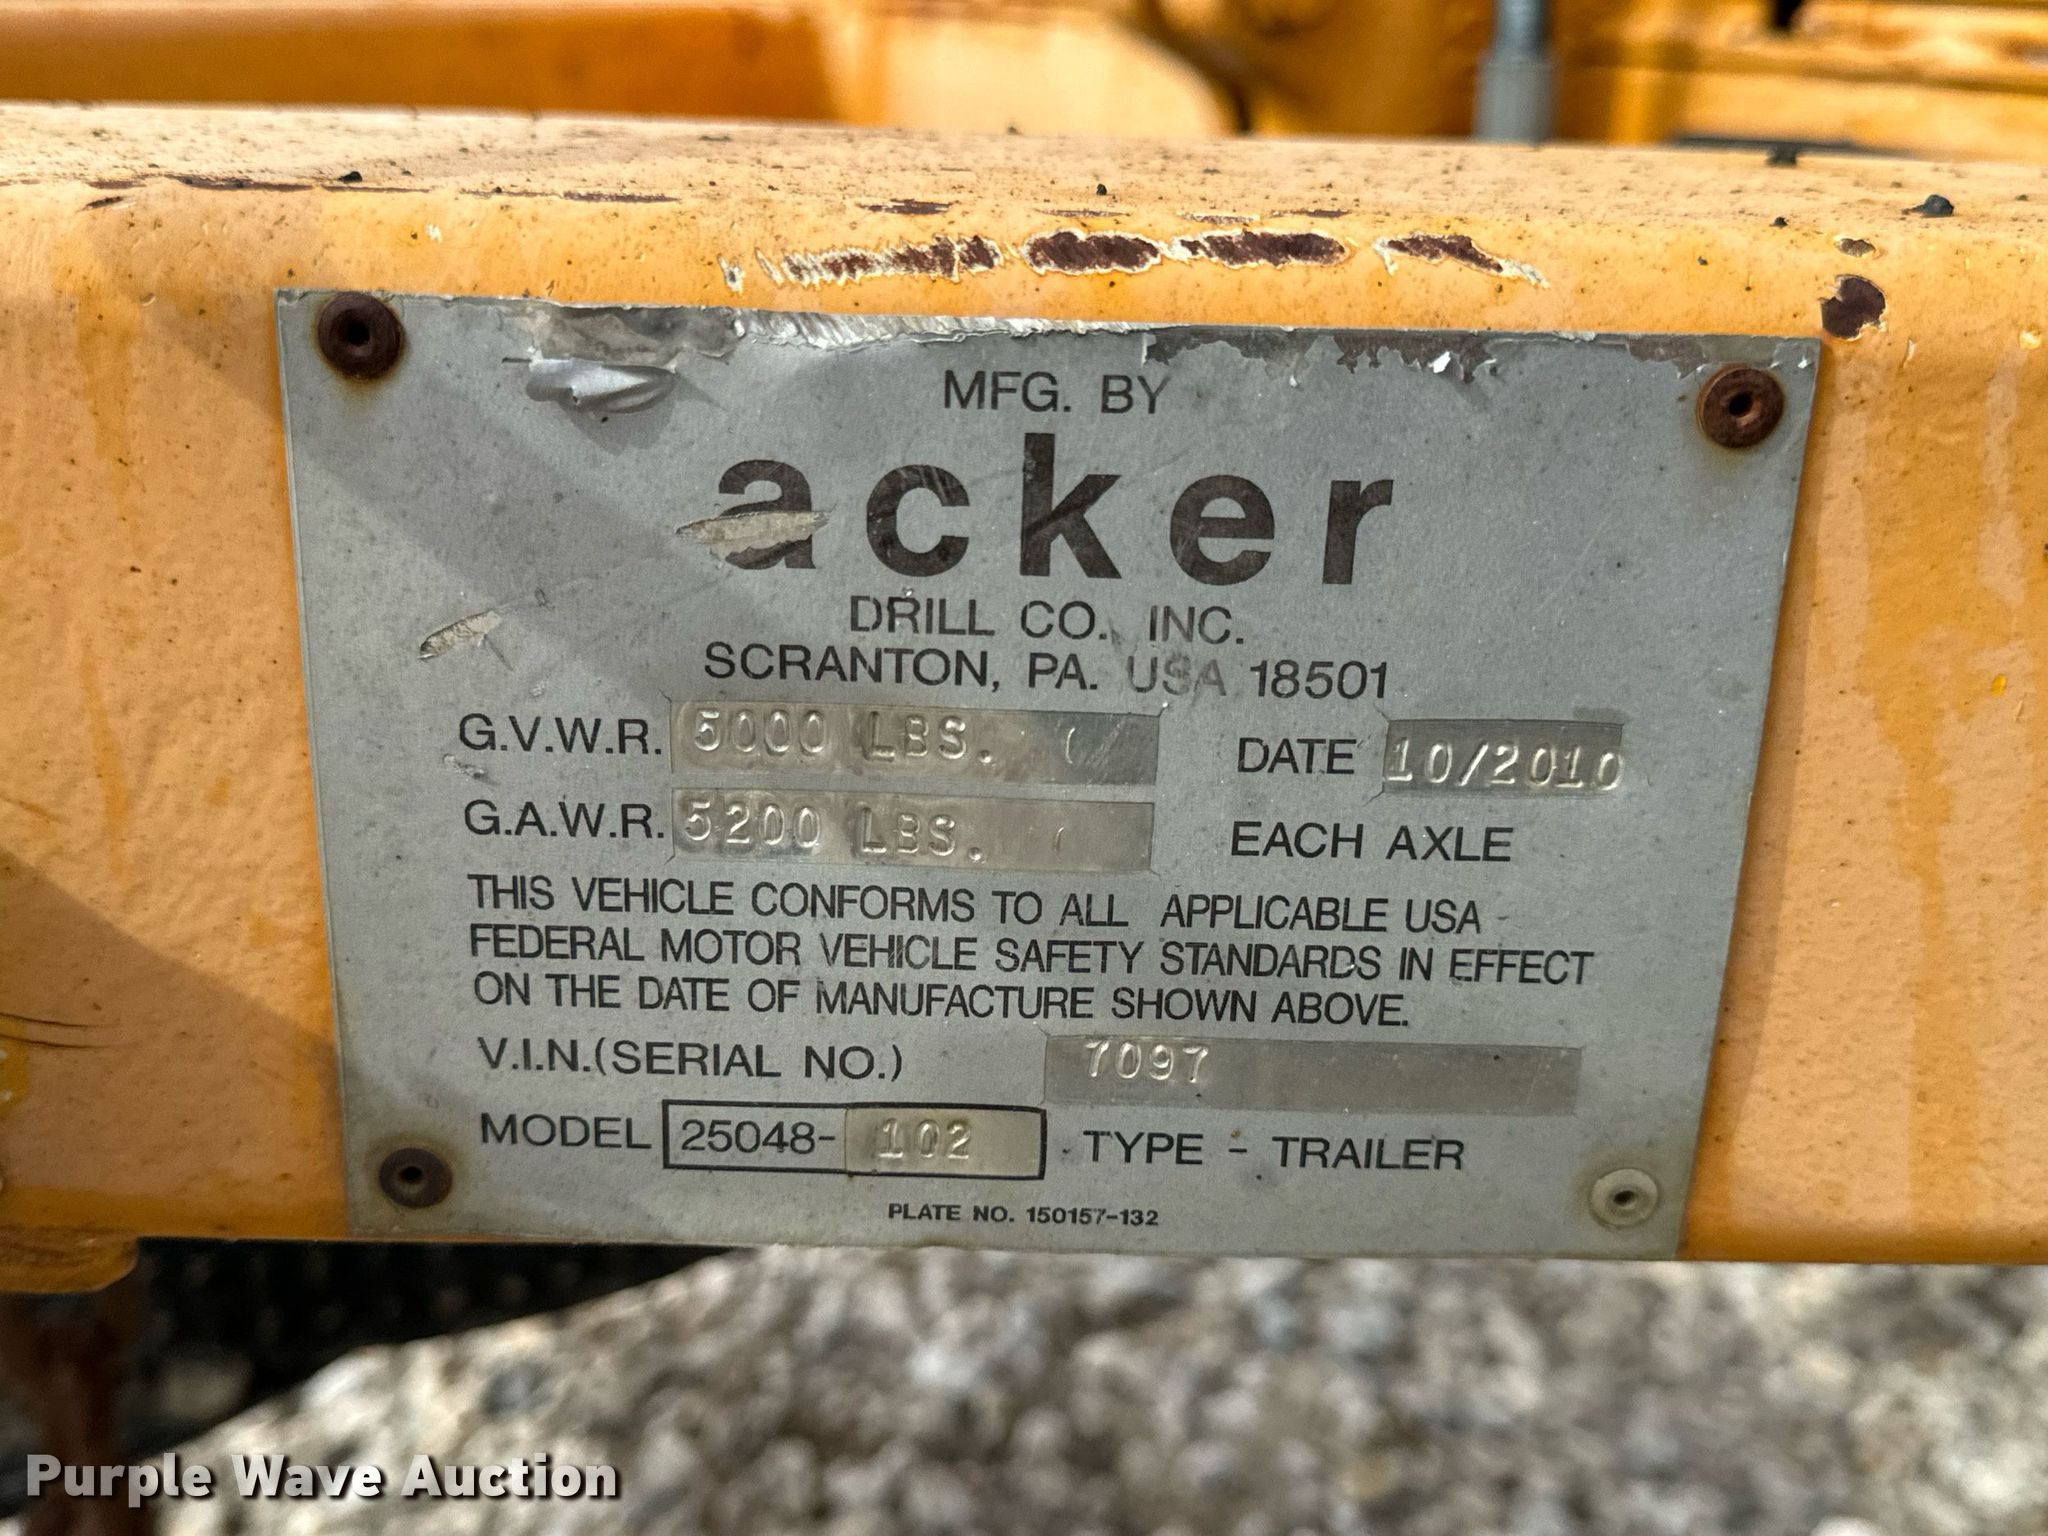 MFG. BY
acker
DRILL CO. INC.
SCRANTON, PA. USA 18501
G.V.W.R. 5000 LBS. DATE 10/2010
G.A.W.R. 5200 LBS. EACH AXLE
THIS VEHICLE CONFORMS TO ALL APPLICABLE USA
FEDERAL MOTOR VEHICLE SAFETY STANDARDS IN EFFECT
ON THE DATE OF MANUFACTURE SHOWN ABOVE.
V.I.N.(SERIAL NO.) 7097
MODEL 25048-102 TYPE - TRAILER
PLATE NO. 150157-132
Purple Wave Auction